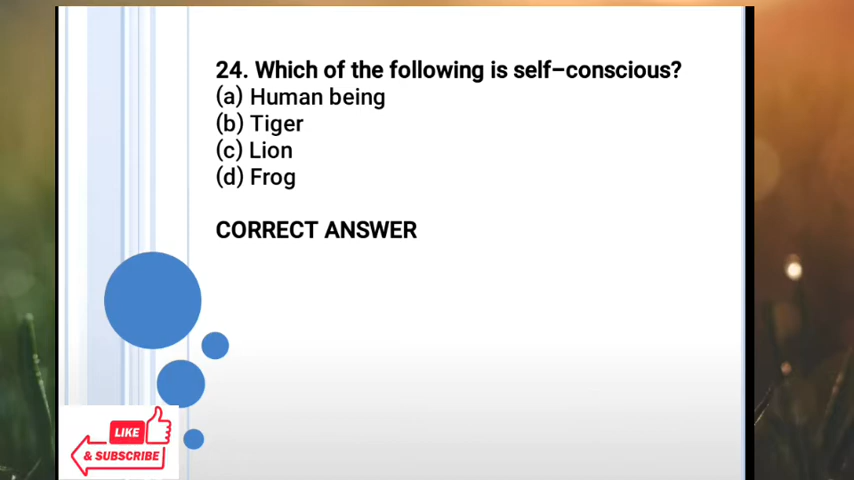 24. Which of the following is self–conscious?
(a) Human being
(b) Tiger
(c) Lion
(d) Frog
CORRECT ANSWER
LIKE
& SUBSCRIBE